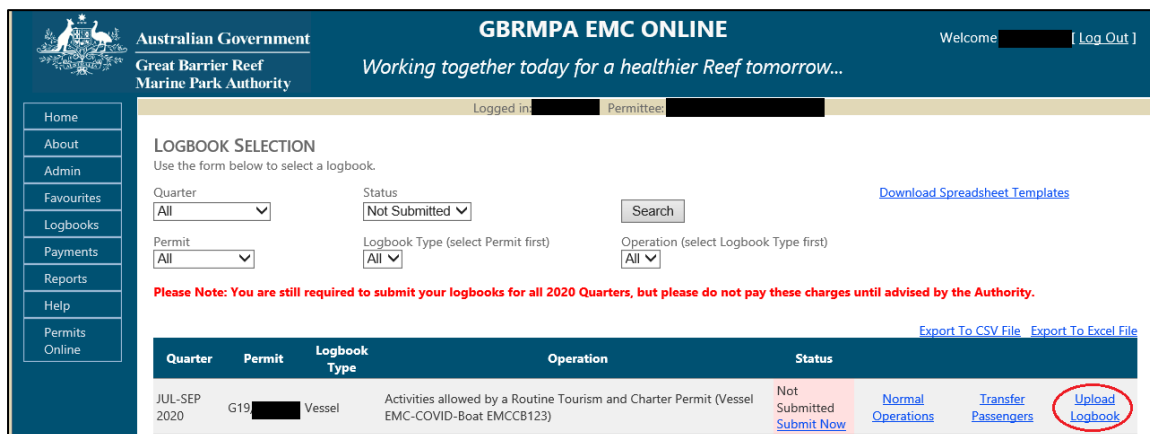 GBRMPA EMC ONLINE
Australian Government
Great Barrier Reef
Marine Park Authority
Working together today for a healthier Reef tomorrow...
Welcome [ Log Out ]
Logged in: Permittee:
Home
About
Admin
Favourites
Logbooks
Payments
Reports
Help
Permits
Online
LOGBOOK SELECTION
Use the form below to select a logbook.
Quarter
All
Status
Not Submitted
Search
Download Spreadsheet Templates
Permit
All
Logbook Type (select Permit first)
All
Operation (select Logbook Type first)
All
Please Note: You are still required to submit your logbooks for all 2020 Quarters, but please do not pay these charges until advised by the Authority.
Export To CSV File Export To Excel File
Quarter Permit Logbook Type Operation Status
JUL-SEP
2020
G19/
Vessel
Activities allowed by a Routine Tourism and Charter Permit (Vessel
EMC-COVID-Boat EMCCB123)
Not
Submitted
Submit Now
Normal
Operations
Transfer
Passengers
Upload
Logbook